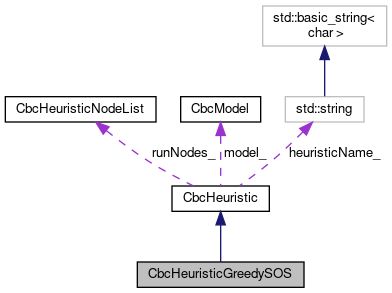 std::basic_string<
char >
CbcHeuristicNodeList
CbcModel
std::string
runNodes_
model_
heuristicName_
CbcHeuristic
CbcHeuristicGreedySOS